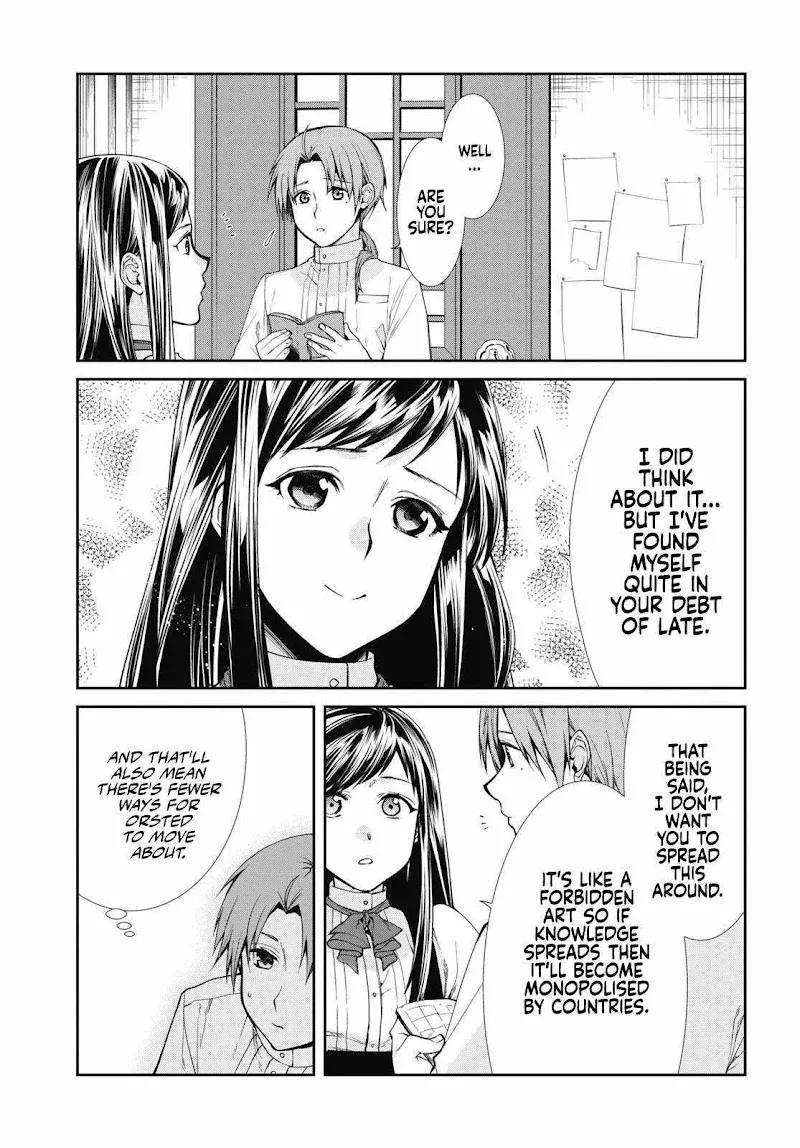 WELL
...
ARE
YOU
SURE?
I DID
THINK
ABOUT
IT...
BUT I'VE
FOUND
MYSELF
QUITE IN
YOUR DEBT
OF LATE.
THAT
BEING
SAID,
I DON'T
WANT
YOU TO
SPREAD
THIS
AROUND.
IT'S LIKE A
FORBIDDEN
ART SO IF
KNOWLEDGE
SPREADS THEN
IT'LL BECOME
MONOPOLISED
BY COUNTRIES.
AND THAT'LL
ALSO MEAN
THERE'S FEWER
WAYS FOR
ORSTED
TO MOVE
ABOUT.